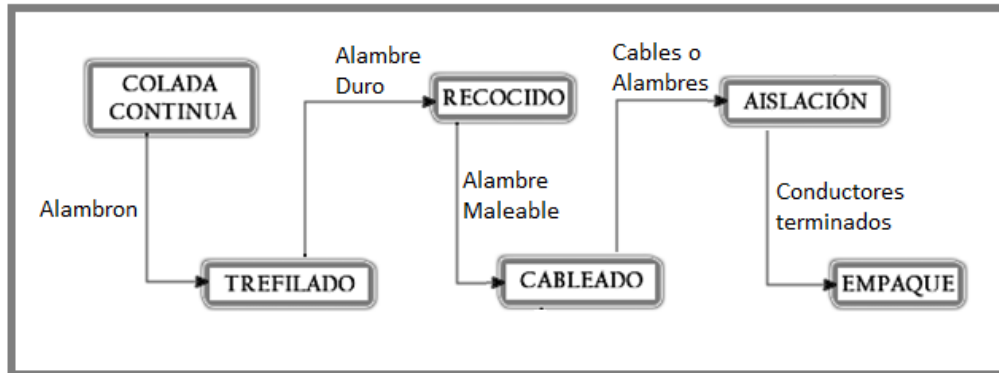 COLADA
CONTINUA
Alambron
TREFILADO
Alambre
Duro
RECOCIDO
Alambre
Maleable
CABLEADO
Cables o
Alambres
AISLACIÓN
Conductores
terminados
EMPAQUE